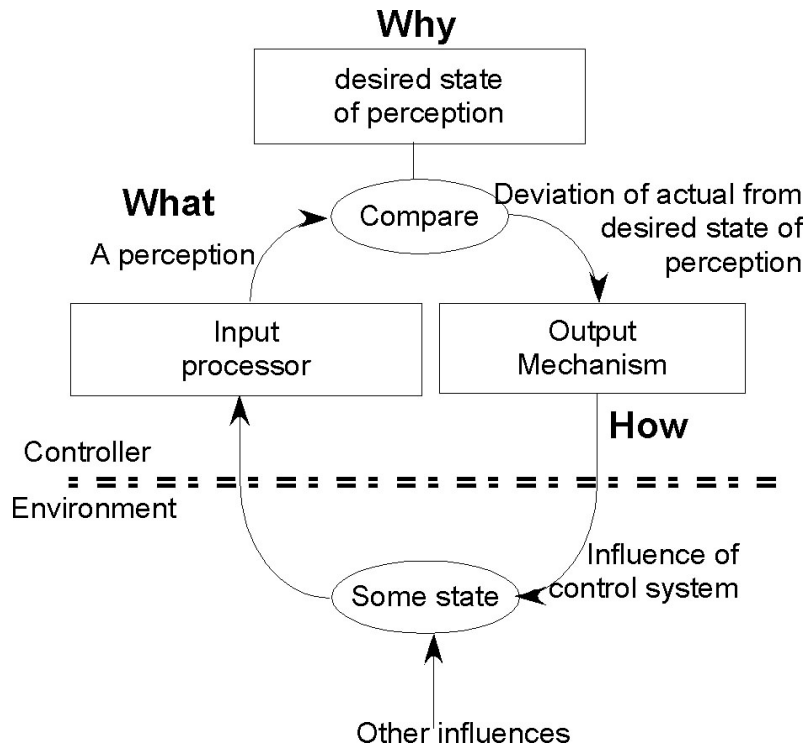 Why
desired state
of perception
What
A perception
Compare
Deviation of actual from
desired state of
perception
Input
processor
Output
Mechanism
How
Controller
Environment
Influence of
control system
Some state
Other influences